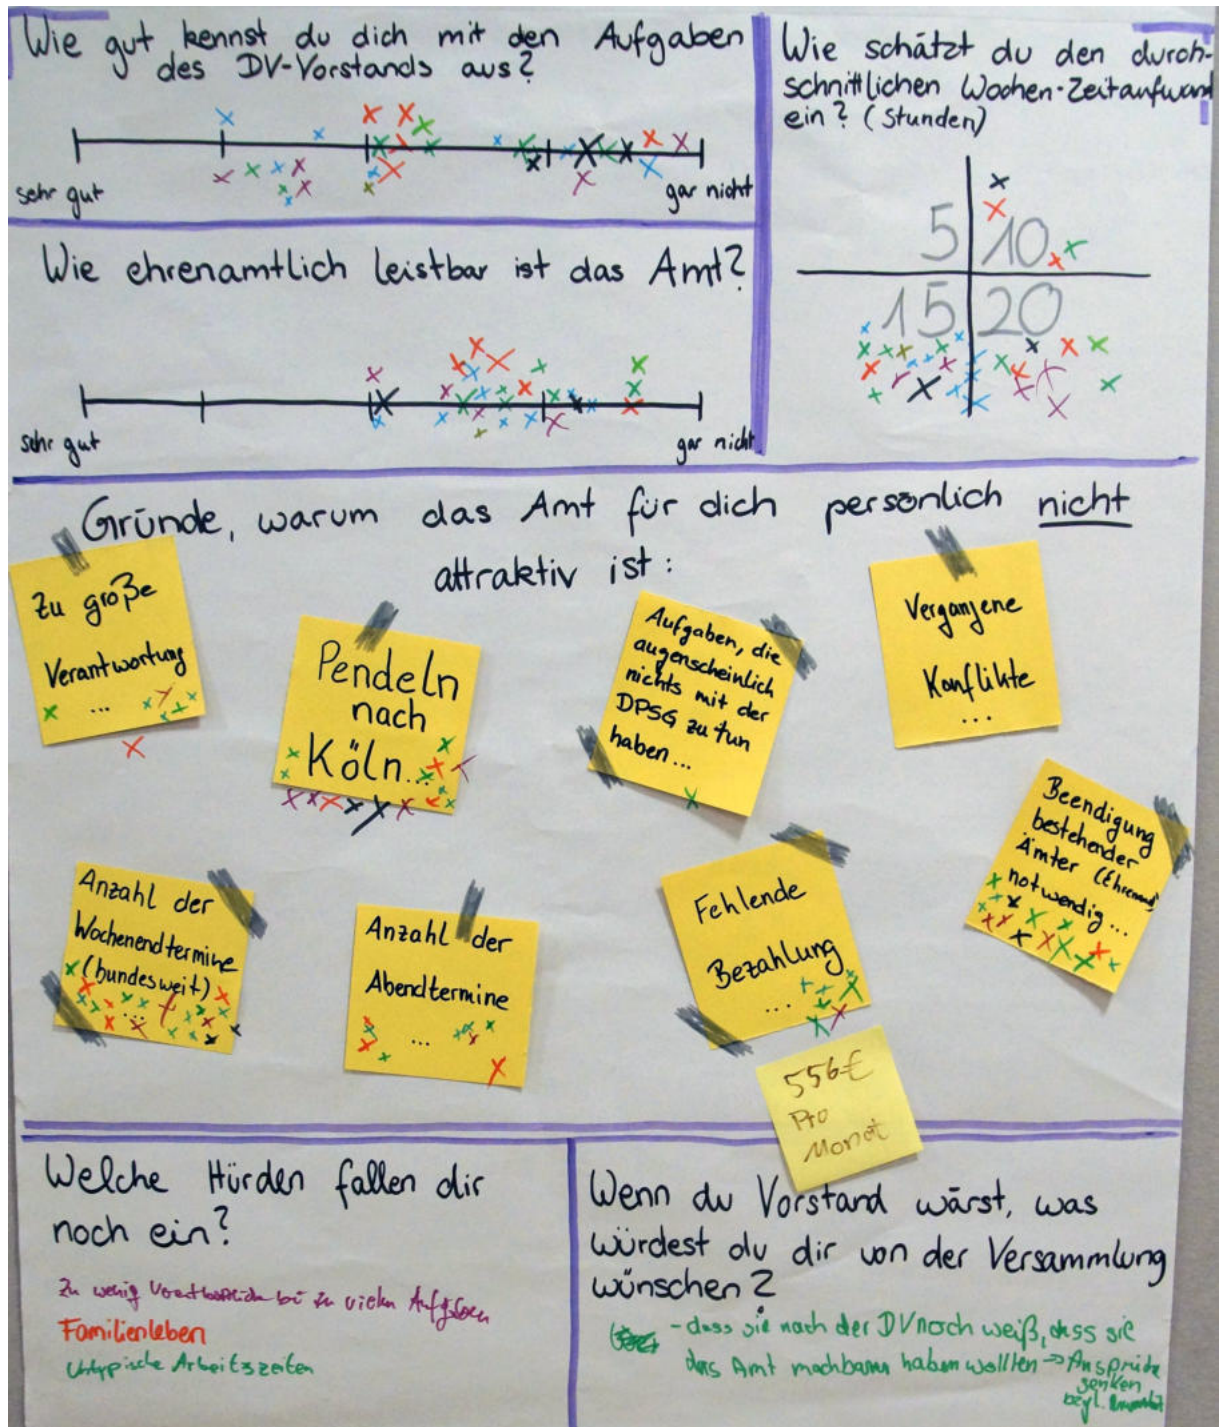 Wie gut kennst du dich mit den Aufgaben
des DV-Vorstands aus?
sehr gut
gar nicht
Wie schätzt du den durch-
schnittlichen Wochen-Zeitaufwand
ein? (Stunden)
5 10
15 20
Wie ehrenamtlich leistbar ist das Amt?
sehr gut
gar nicht
Gründe, warum das Amt für dich persönlich nicht
attraktiv ist:
Zu große
Verantwortung
...
Pendeln
nach
Köln...
Aufgaben, die
augenscheinlich
nichts mit der
DPSG zu tun
haben...
Vergangene
Konflikte
...
Anzahl der
Wochenendtermine
(bundesweit)
...
Anzahl der
Abendtermine
...
Fehlende
Bezahlung
...
556€
Pro
Monat
Beendigung
bestehender
Ämter (Ehrenamt)
notwendig...
Welche Hürden fallen dir
noch ein?
Zu wenig bei zu vielen Aufgaben
Familienleben
Untypische Arbeitszeiten
Wenn du Vorstand wärst, was
würdest du dir von der Versammlung
wünschen?
- dass sie nach der DV noch weiß, dass sie
das Amt machbarer haben wollten → Ansprüche
senken
bzgl.